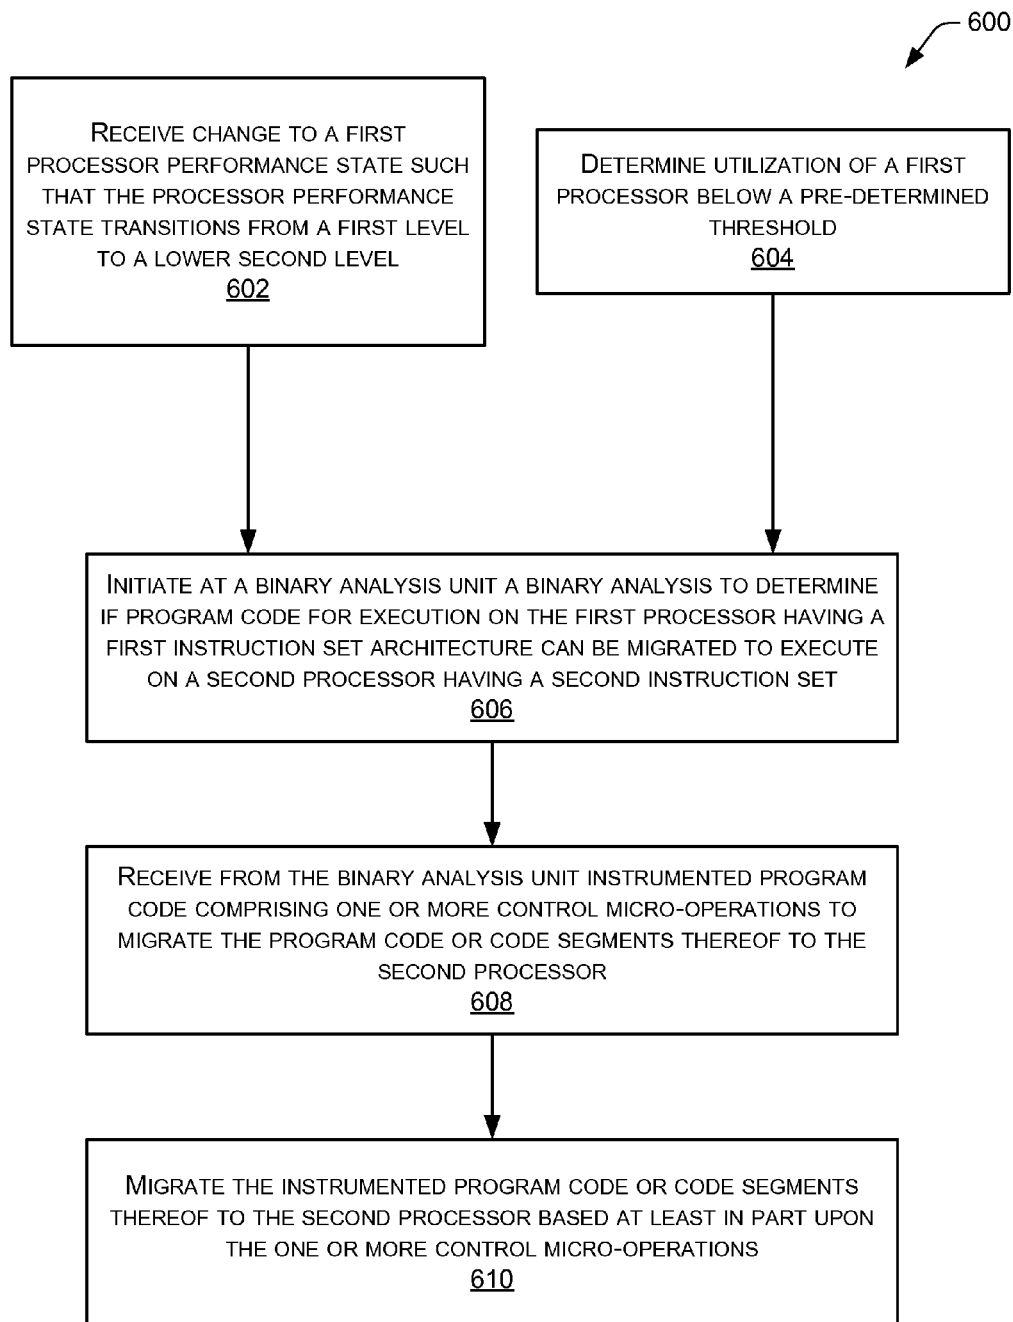 600
RECEIVE CHANGE TO A FIRST
PROCESSOR PERFORMANCE STATE SUCH
THAT THE PROCESSOR PERFORMANCE
STATE TRANSITIONS FROM A FIRST LEVEL
TO A LOWER SECOND LEVEL
602
DETERMINE UTILIZATION OF A FIRST
PROCESSOR BELOW A PRE-DETERMINED
THRESHOLD
604
INITIATE AT A BINARY ANALYSIS UNIT A BINARY ANALYSIS TO DETERMINE
IF PROGRAM CODE FOR EXECUTION ON THE FIRST PROCESSOR HAVING A
FIRST INSTRUCTION SET ARCHITECTURE CAN BE MIGRATED TO EXECUTE
ON A SECOND PROCESSOR HAVING A SECOND INSTRUCTION SET
606
RECEIVE FROM THE BINARY ANALYSIS UNIT INSTRUMENTED PROGRAM
CODE COMPRISING ONE OR MORE CONTROL MICRO-OPERATIONS TO
MIGRATE THE PROGRAM CODE OR CODE SEGMENTS THEREOF TO THE
SECOND PROCESSOR
608
MIGRATE THE INSTRUMENTED PROGRAM CODE OR CODE SEGMENTS
THEREOF TO THE SECOND PROCESSOR BASED AT LEAST IN PART UPON
THE ONE OR MORE CONTROL MICRO-OPERATIONS
610